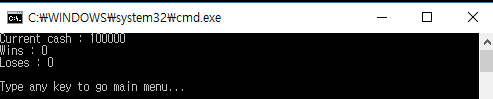 C:₩WINDOWS₩system32₩cmd.exe
Current cash : 100000
Wins : 0
Loses : 0
Type any key to go main menu...